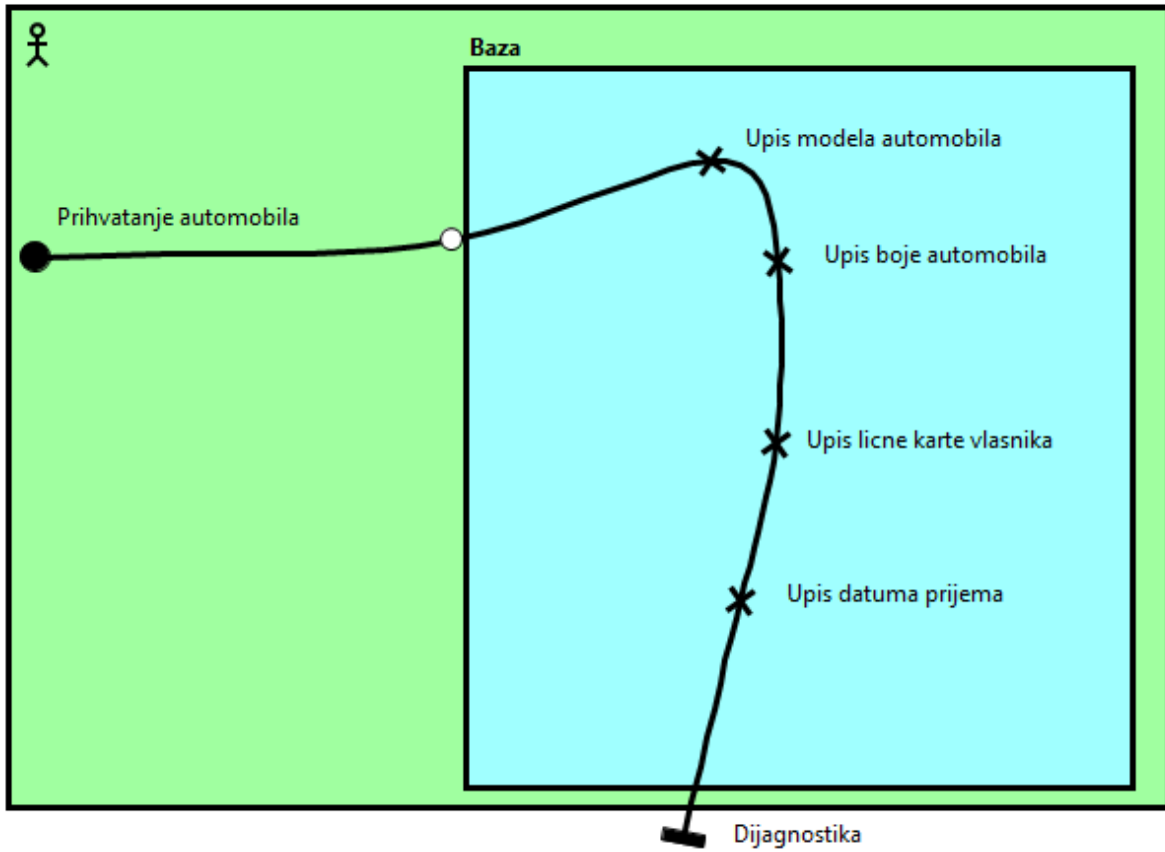 Baza
Upis modela automobila
Prihvatanje automobila
Upis boje automobila
Upis licne karte vlasnika
Upis datuma prijema
Dijagnostika